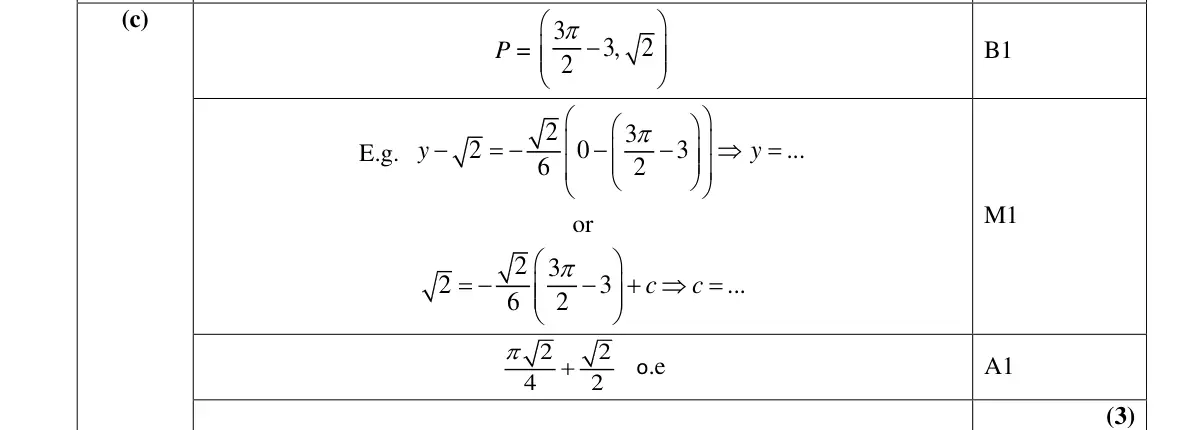 (c) P = (3π/2 − 3, √2) B1
E.g. y − √2 = −√2/6 (0 − (3π/2 − 3)) ⇒ y = ...
or
M1
√2 = −√2/6 (3π/2 − 3) + c ⇒ c = ...
π√2/4 + √2/2 o.e A1
(3)